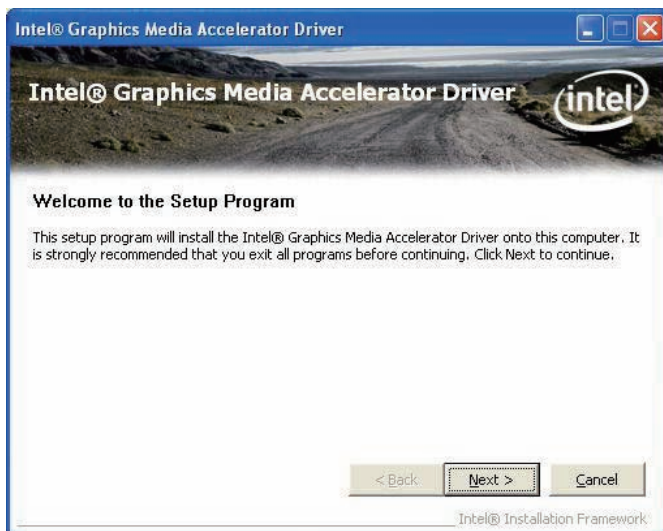 Intel® Graphics Media Accelerator Driver
Intel® Graphics Media Accelerator Driver
intel
Welcome to the Setup Program
This setup program will install the Intel® Graphics Media Accelerator Driver onto this computer. It
is strongly recommended that you exit all programs before continuing. Click Next to continue.
< Back Next > Cancel
Intel® Installation Framework